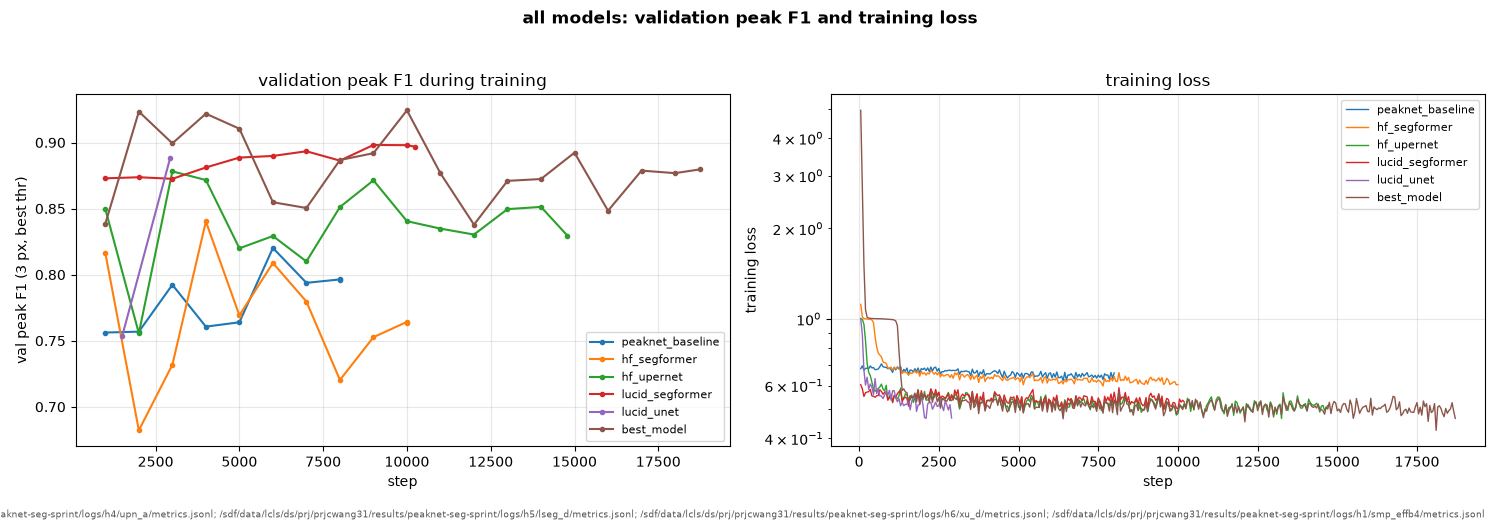 all models: validation peak F1 and training loss
validation peak F1 during training
val peak F1 (3 px, best thr)
0.90
0.85
0.80
0.75
0.70
2500
5000
7500
10000
12500
15000
17500
step
peaknet_baseline
hf_segformer
hf_upernet
lucid_segformer
lucid_unet
best_model
training loss
training loss
4 × 10⁰
3 × 10⁰
2 × 10⁰
10⁰
6 × 10⁻¹
4 × 10⁻¹
0
2500
5000
7500
10000
12500
15000
17500
step
peaknet_baseline
hf_segformer
hf_upernet
lucid_segformer
lucid_unet
best_model
aknet-seg-sprint/logs/h4/upn_a/metrics.jsonl; /sdf/data/lcls/ds/prj/prjcwang31/results/peaknet-seg-sprint/logs/h5/lseg_d/metrics.jsonl; /sdf/data/lcls/ds/prj/prjcwang31/results/peaknet-seg-sprint/logs/h6/xu_d/metrics.jsonl; /sdf/data/lcls/ds/prj/prjcwang31/results/peaknet-seg-sprint/logs/h1/smp_effb4/metrics.jsonl